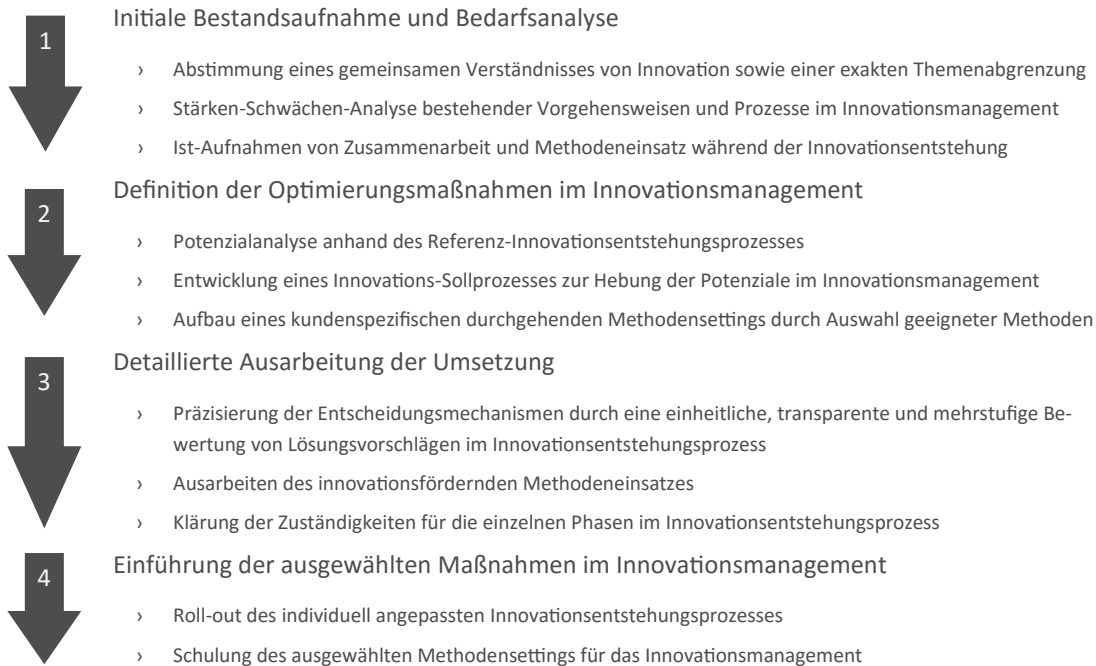 Initiale Bestandsaufnahme und Bedarfsanalyse
1
› Abstimmung eines gemeinsamen Verständnisses von Innovation sowie einer exakten Themenabgrenzung
› Stärken-Schwächen-Analyse bestehender Vorgehensweisen und Prozesse im Innovationsmanagement
› Ist-Aufnahmen von Zusammenarbeit und Methodeneinsatz während der Innovationsentstehung
Definition der Optimierungsmaßnahmen im Innovationsmanagement
2
› Potenzialanalyse anhand des Referenz-Innovationsentstehungsprozesses
› Entwicklung eines Innovations-Sollprozesses zur Hebung der Potenziale im Innovationsmanagement
› Aufbau eines kundenspezifischen durchgehenden Methodensettings durch Auswahl geeigneter Methoden
Detaillierte Ausarbeitung der Umsetzung
3
› Präzisierung der Entscheidungsmechanismen durch eine einheitliche, transparente und mehrstufige Be-
wertung von Lösungsvorschlägen im Innovationsentstehungsprozess
› Ausarbeiten des innovationsfördernden Methodeneinsatzes
› Klärung der Zuständigkeiten für die einzelnen Phasen im Innovationsentstehungsprozess
Einführung der ausgewählten Maßnahmen im Innovationsmanagement
4
› Roll-out des individuell angepassten Innovationsentstehungsprozesses
› Schulung des ausgewählten Methodensettings für das Innovationsmanagement